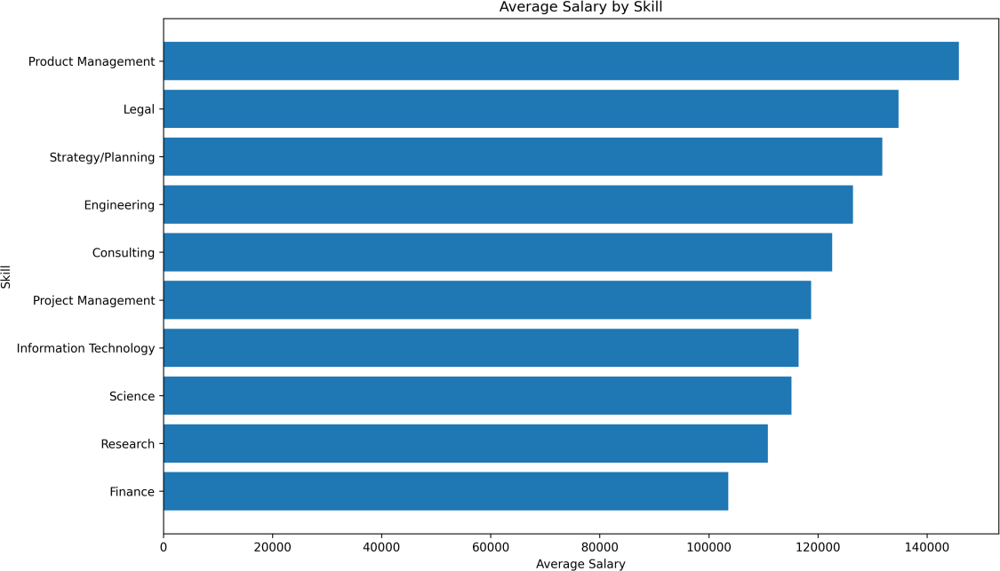 Average Salary by Skill
Product Management
Legal
Strategy/Planning
Engineering
Consulting
Project Management
Information Technology
Science
Research
Finance
Skill
0 20000 40000 60000 80000 100000 120000 140000
Average Salary